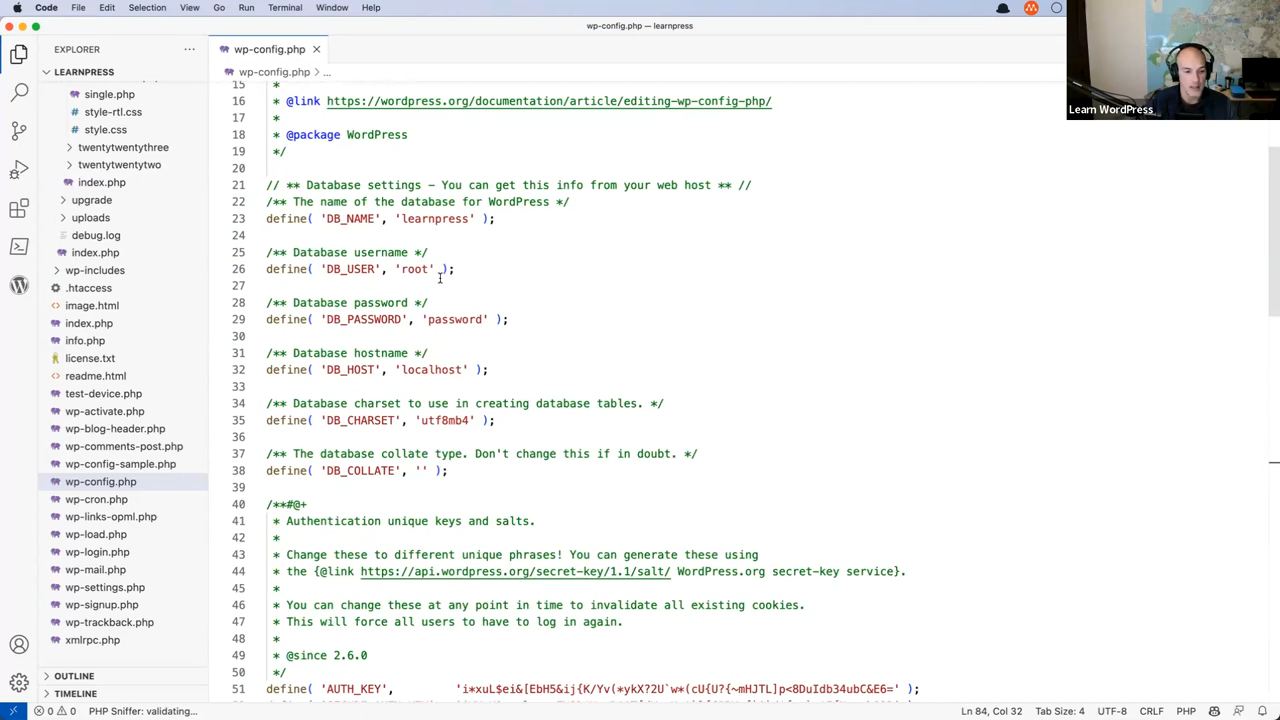 Code File Edit Selection View Go Run Terminal Window Help
wp-config.php — learnpress
Learn WordPress
EXPLORER
LEARNPRESS
single.php
style-rtl.css
style.css
twentytwentythree
twentytwentytwo
index.php
upgrade
uploads
debug.log
index.php
wp-includes
.htaccess
image.html
index.php
info.php
license.txt
readme.html
test-device.php
wp-activate.php
wp-blog-header.php
wp-comments-post.php
wp-config-sample.php
wp-config.php
wp-cron.php
wp-links-opml.php
wp-load.php
wp-login.php
wp-mail.php
wp-settings.php
wp-signup.php
wp-trackback.php
xmlrpc.php
OUTLINE
TIMELINE
wp-config.php
wp-config.php > ...
15 *
16 * @link https://wordpress.org/documentation/article/editing-wp-config-php/
17 *
18 * @package WordPress
19 */
20
21 // ** Database settings - You can get this info from your web host ** //
22 /** The name of the database for WordPress */
23 define( 'DB_NAME', 'learnpress' );
24
25 /** Database username */
26 define( 'DB_USER', 'root' );
27
28 /** Database password */
29 define( 'DB_PASSWORD', 'password' );
30
31 /** Database hostname */
32 define( 'DB_HOST', 'localhost' );
33
34 /** Database charset to use in creating database tables. */
35 define( 'DB_CHARSET', 'utf8mb4' );
36
37 /** The database collate type. Don't change this if in doubt. */
38 define( 'DB_COLLATE', '' );
39
40 /**#@+
41 * Authentication unique keys and salts.
42 *
43 * Change these to different unique phrases! You can generate these using
44 * the {@link https://api.wordpress.org/secret-key/1.1/salt/ WordPress.org secret-key service}.
45 *
46 * You can change these at any point in time to invalidate all existing cookies.
47 * This will force all users to have to log in again.
48 *
49 * @since 2.6.0
50 */
51 define( 'AUTH_KEY', 'i*xuL$ei&[EbH5&ij{K/Yv(*ykX?2U`w*(cU{U?{~mHJTL]p<8DuIdb34ubC&E6=' );
0 0 PHP Sniffer: validating... Ln 84, Col 32 Tab Size: 4 UTF-8 CRLF PHP